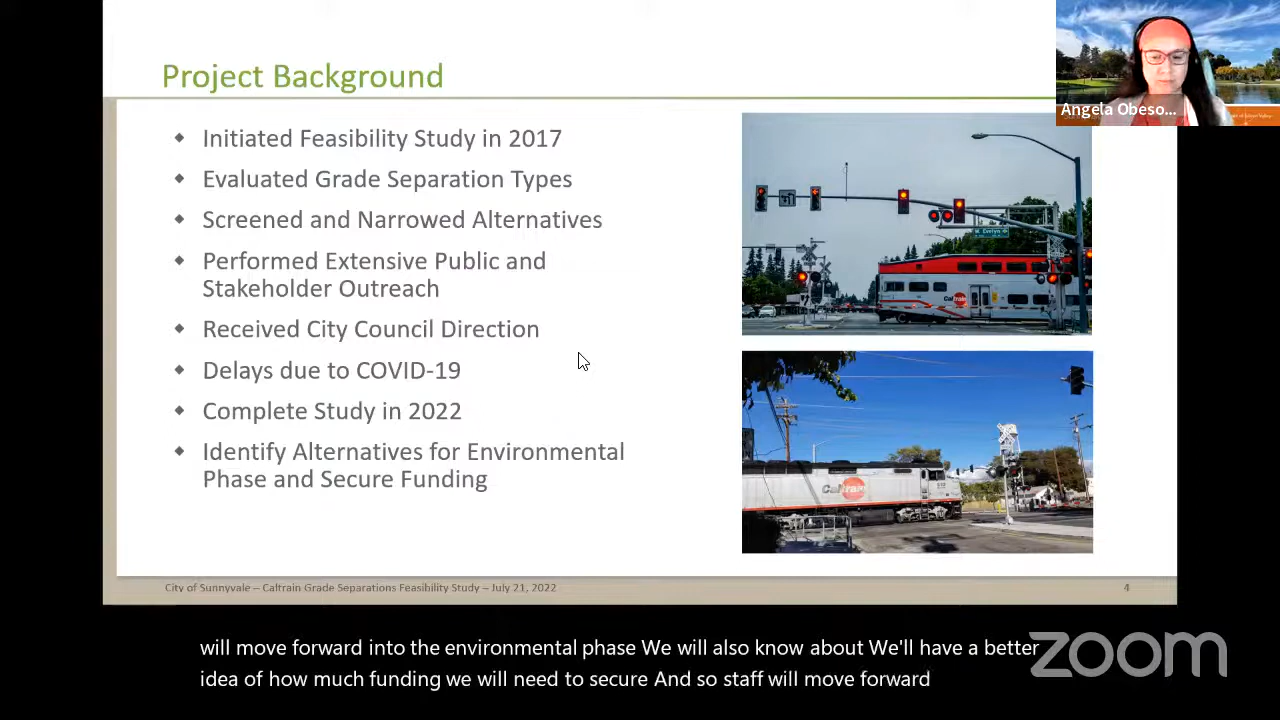 Project Background
Angela Obeso...
◆ Initiated Feasibility Study in 2017
◆ Evaluated Grade Separation Types
◆ Screened and Narrowed Alternatives
◆ Performed Extensive Public and
Stakeholder Outreach
◆ Received City Council Direction
◆ Delays due to COVID-19
◆ Complete Study in 2022
◆ Identify Alternatives for Environmental
Phase and Secure Funding
W. Evelyn
Caltrain
Caltrain
City of Sunnyvale – Caltrain Grade Separations Feasibility Study – July 21, 2022
4
will move forward into the environmental phase We will also know about We'll have a better
idea of how much funding we will need to secure And so staff will move forward
zoom